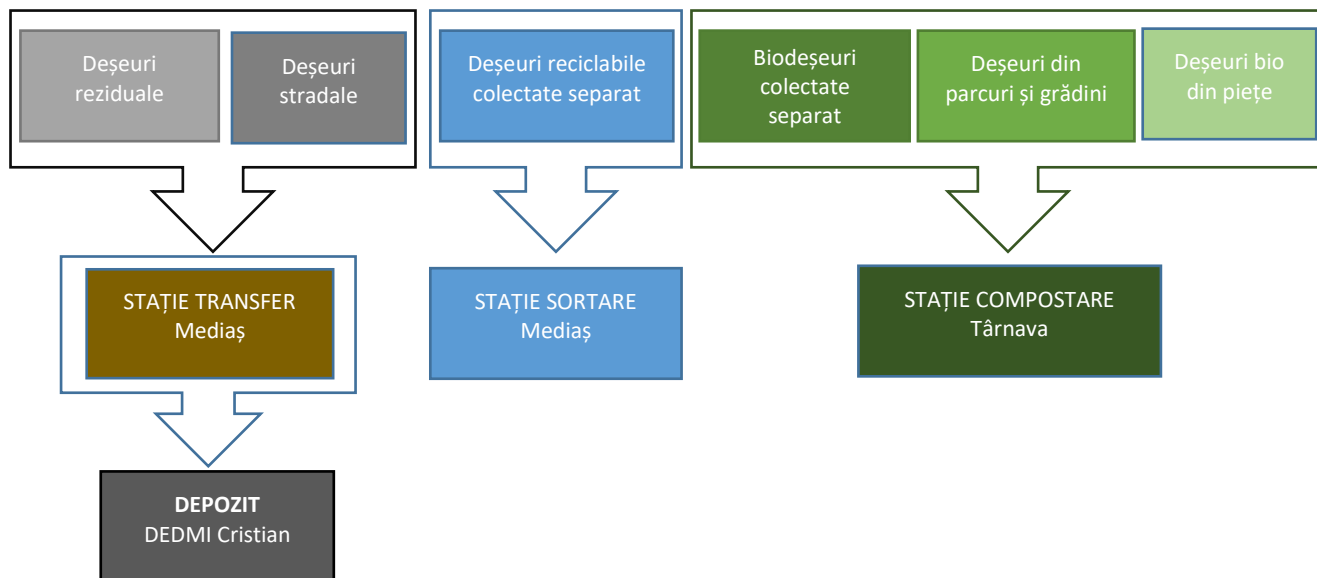 Deșeuri
reziduale
Deșeuri
stradale
Deșeuri reciclabile
colectate separat
Biodeșeuri
colectate
separat
Deșeuri din
parcuri și grădini
Deșeuri bio
din piețe
STAȚIE TRANSFER
Mediaș
STAȚIE SORTARE
Mediaș
STAȚIE COMPOSTARE
Târnava
DEPOZIT
DEDMI Cristian